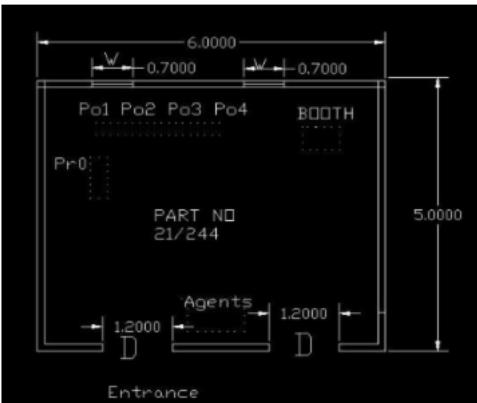 6.0000
W 0.7000 W 0.7000
Po1 Po2 Po3 Po4 BOOTH
Pr0
PART NO
21/244
5.0000
Agents
1.2000 1.2000
D D
Entrance